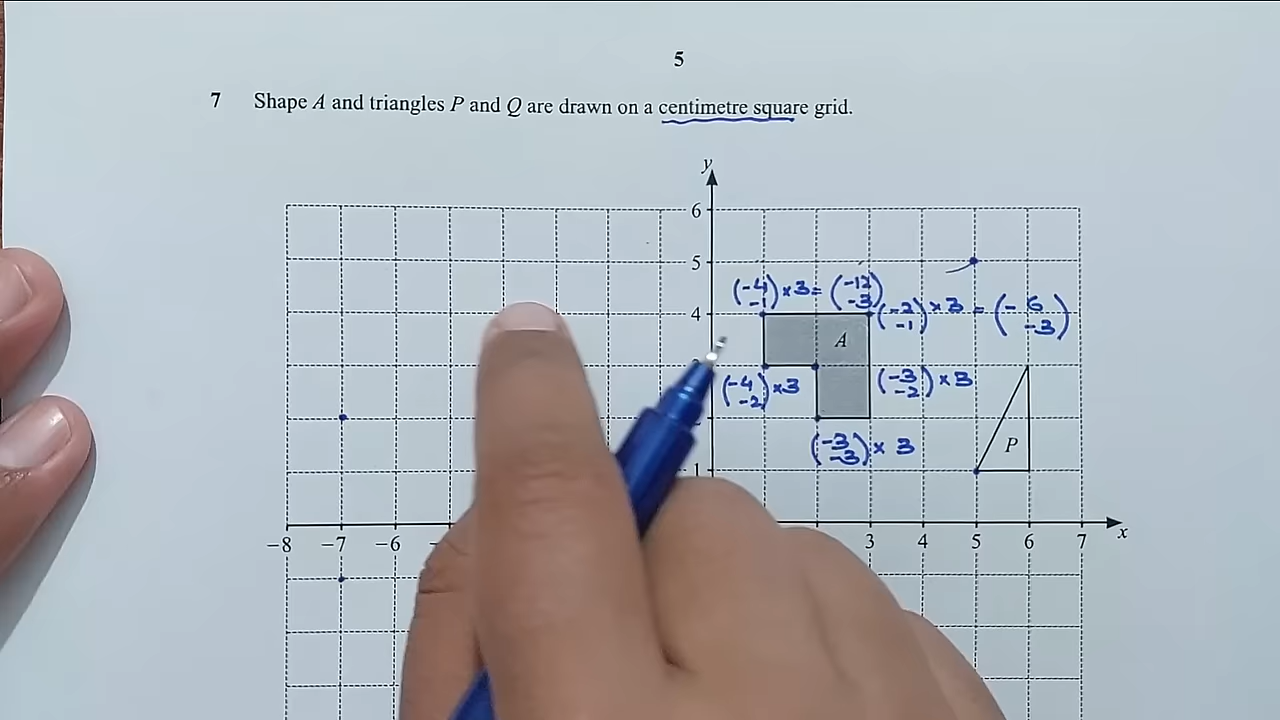 5
7 Shape A and triangles P and Q are drawn on a centimetre square grid.
y
6
5
(-4 -1) ×3 = (-12 -3)
4
(-2 -1) ×3 = (-6 -3)
A
(-4 -2) ×3
(-3 -2) ×3
(-3 -3) × 3
P
1
-8 -7 -6 3 4 5 6 7 x